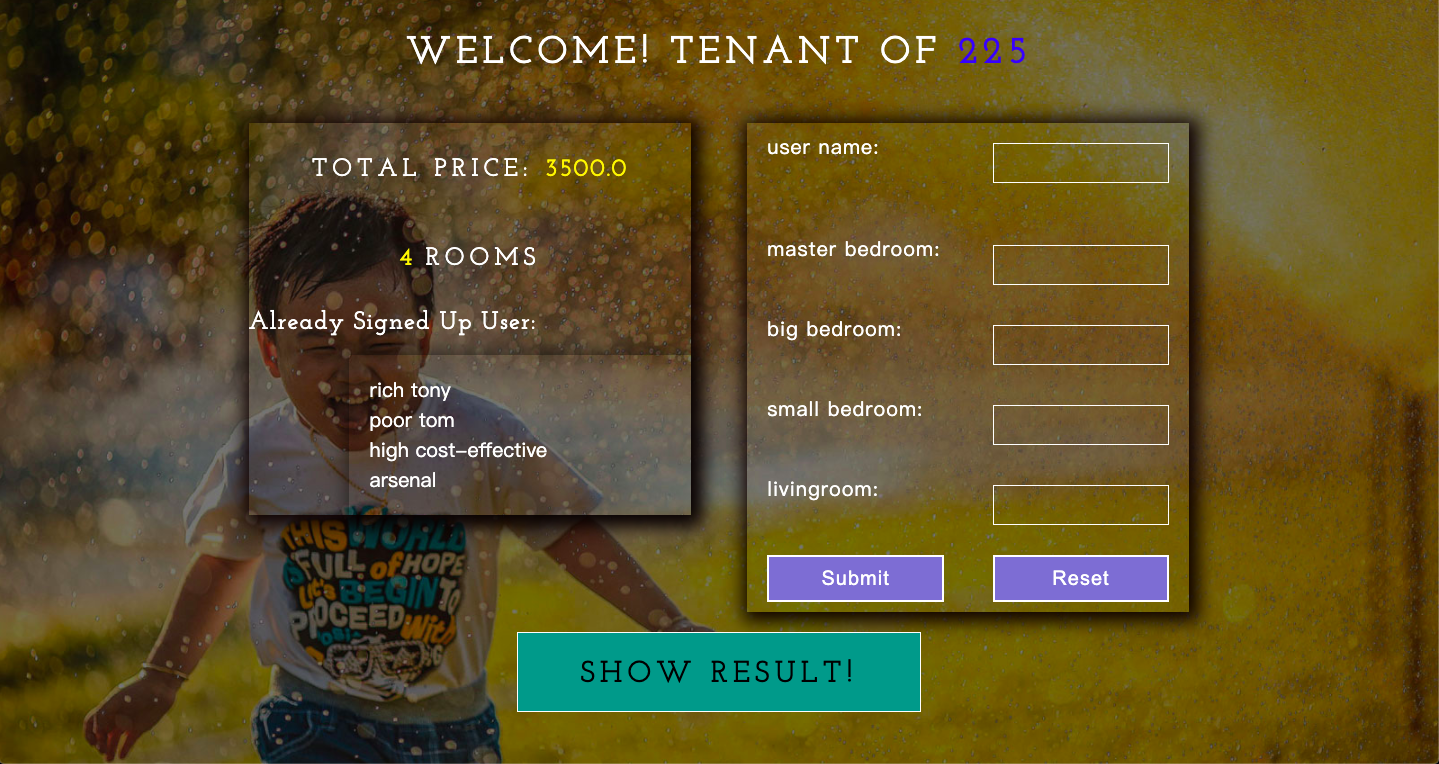 WELCOME! TENANT OF 225
TOTAL PRICE: 3500.0
4 ROOMS
Already Signed Up User:
rich tony
poor tom
high cost-effective
arsenal
user name:
master bedroom:
big bedroom:
small bedroom:
livingroom:
Submit Reset
SHOW RESULT!
THIS WORLD
FULL of HOPE
Let's BEGIN TO
PROCEED
With